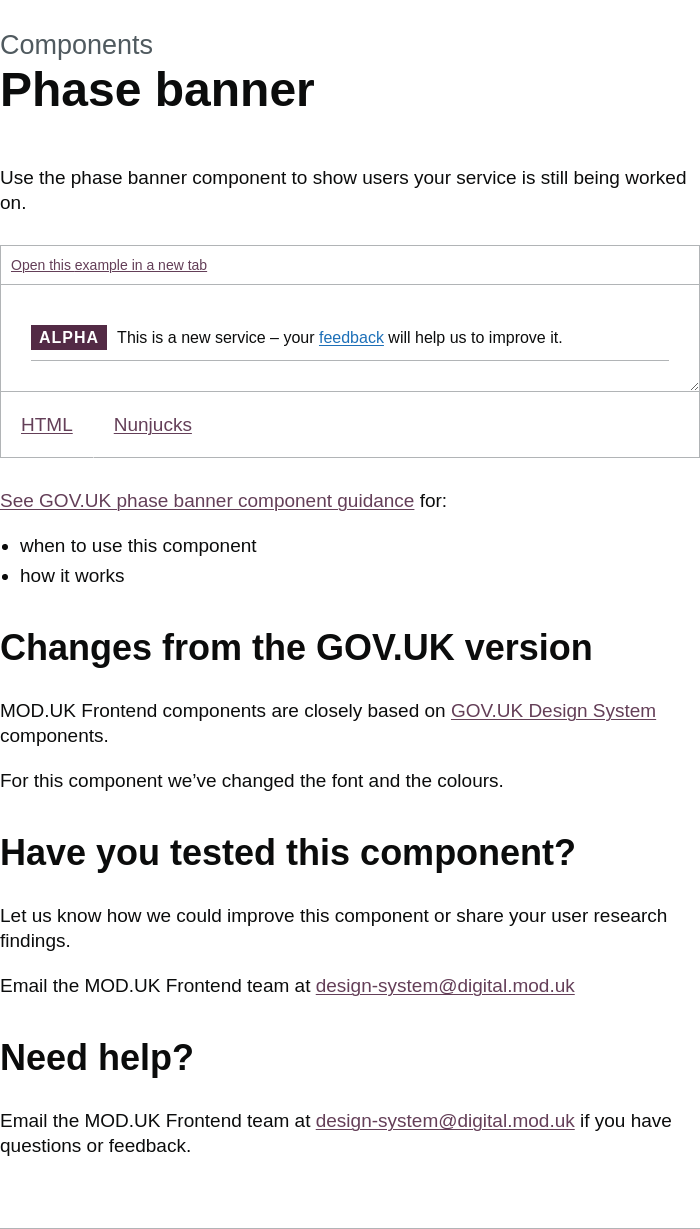 Components
Phase banner
Use the phase banner component to show users your service is still being worked
on.
Open this example in a new tab
ALPHA This is a new service – your feedback will help us to improve it.
HTML Nunjucks
See GOV.UK phase banner component guidance for:
• when to use this component
• how it works
Changes from the GOV.UK version
MOD.UK Frontend components are closely based on GOV.UK Design System
components.
For this component we’ve changed the font and the colours.
Have you tested this component?
Let us know how we could improve this component or share your user research
findings.
Email the MOD.UK Frontend team at design-system@digital.mod.uk
Need help?
Email the MOD.UK Frontend team at design-system@digital.mod.uk if you have
questions or feedback.